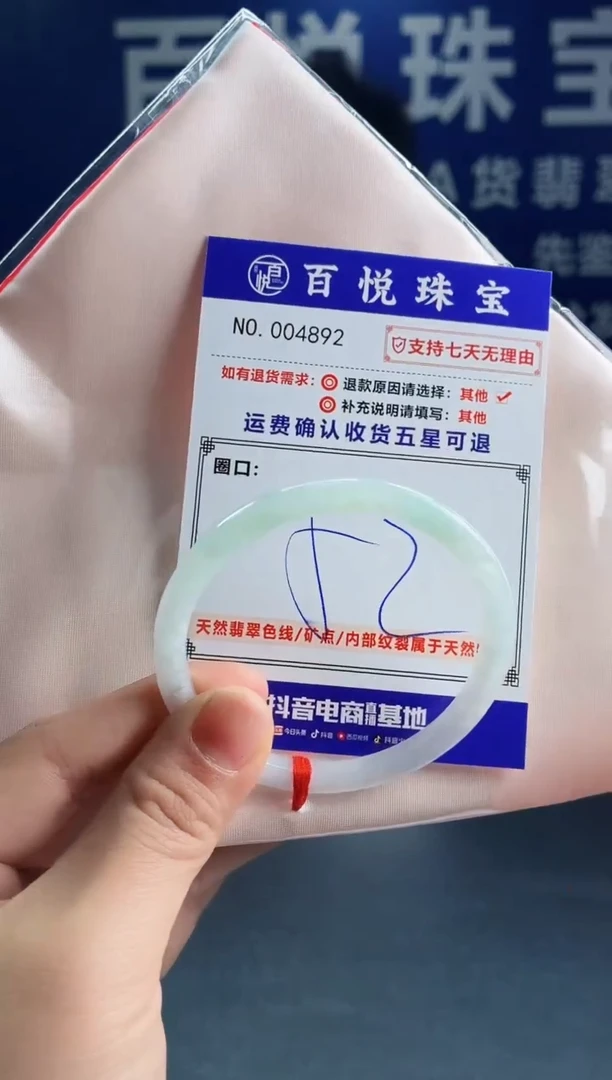 百悦珠宝
A货翡翠
先鉴
百悦
百悦珠宝
NO. 004892
支持七天无理由
如有退货需求: 退款原因请选择: 其他
补充说明请填写: 其他
运费确认收货五星可退
圈口:
天然翡翠色线/矿点/内部纹裂属于天然
抖音电商直播基地
今日头条 抖音 西瓜视频